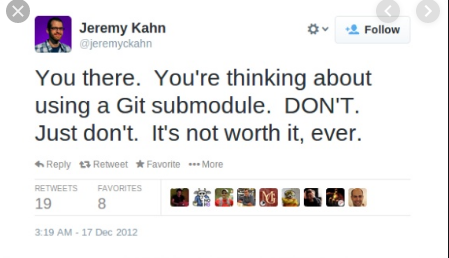 Jeremy Kahn
@jeremyckahn
Follow
You there. You're thinking about
using a Git submodule. DON'T.
Just don't. It's not worth it, ever.
Reply Retweet Favorite More
RETWEETS FAVORITES
19 8
3:19 AM - 17 Dec 2012